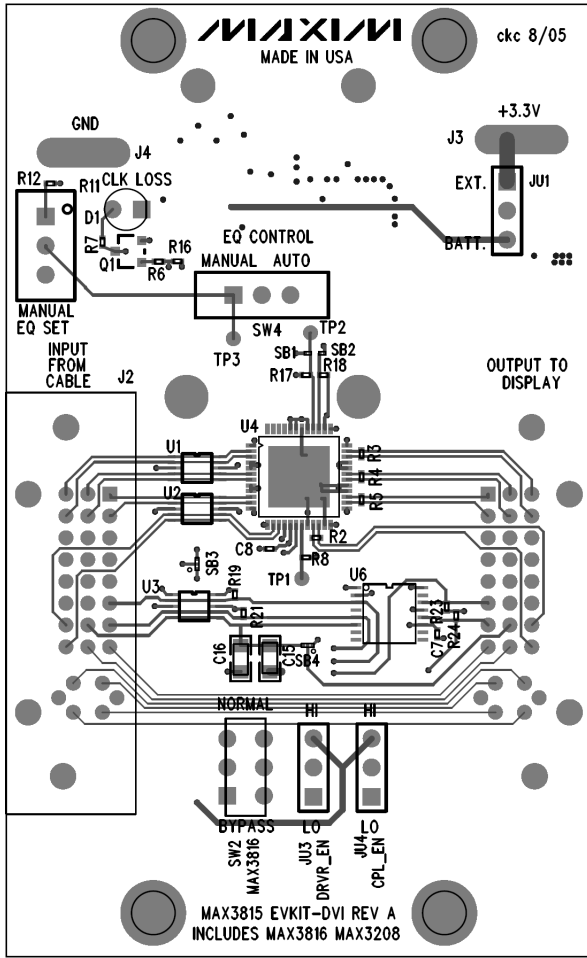 MAXIM
ckc 8/05
MADE IN USA
GND
+3.3V
J4
J3
R12
R11
CLK LOSS
EXT.
JU1
D1
R7
EQ CONTROL
BATT.
Q1
R6
R16
MANUAL AUTO
MANUAL
EQ SET
SW4
TP2
TP3
INPUT
FROM
CABLE
J2
SB1
SB2
OUTPUT TO
DISPLAY
R17
R18
U4
U1
R3
R4
U2
R5
R2
C8
R8
SB3
TP1
U6
U3
R19
R21
R23
R24
C7
C16
C15
SB4
NORMAL
HI
HI
BYPASS
LO
LO
SW2
MAX3816
JU3
DRVR_EN
JU4
CPL_EN
MAX3815 EVKIT-DVI REV A
INCLUDES MAX3816 MAX3208